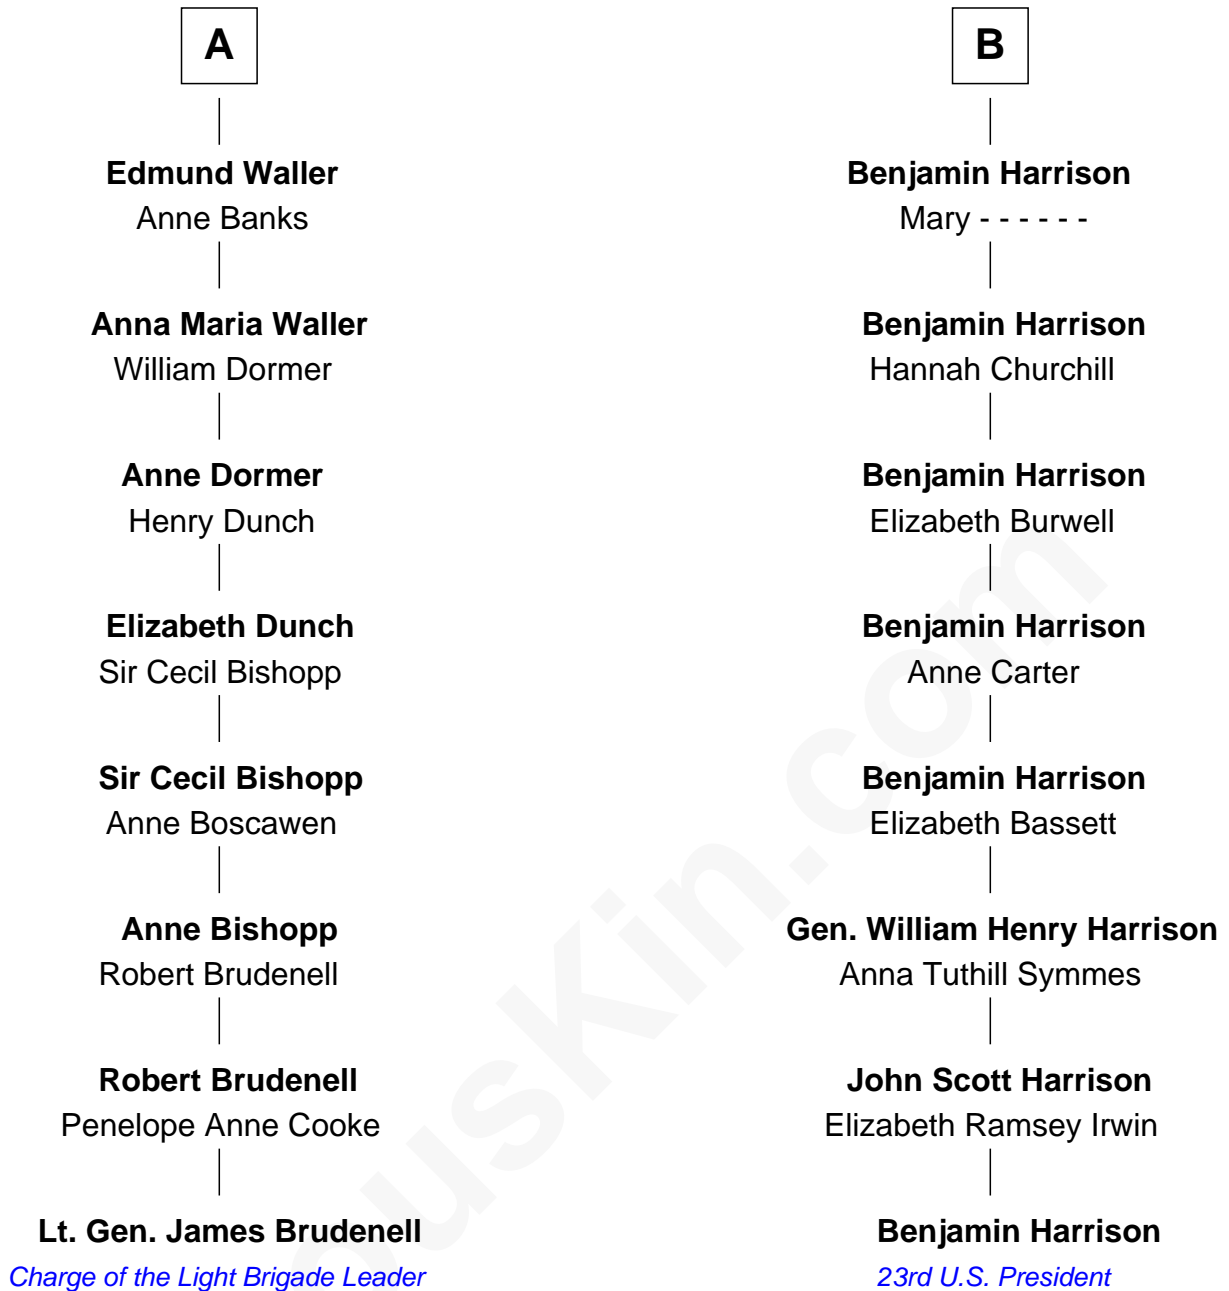 A
Edmund Waller
Anne Banks
Anna Maria Waller
William Dormer
Anne Dormer
Henry Dunch
Elizabeth Dunch
Sir Cecil Bishopp
Sir Cecil Bishopp
Anne Boscawen
Anne Bishopp
Robert Brudenell
Robert Brudenell
Penelope Anne Cooke
Lt. Gen. James Brudenell
Charge of the Light Brigade Leader
B
Benjamin Harrison
Mary - - - - - -
Benjamin Harrison
Hannah Churchill
Benjamin Harrison
Elizabeth Burwell
Benjamin Harrison
Anne Carter
Benjamin Harrison
Elizabeth Bassett
Gen. William Henry Harrison
Anna Tuthill Symmes
John Scott Harrison
Elizabeth Ramsey Irwin
Benjamin Harrison
23rd U.S. President
ousKin.com